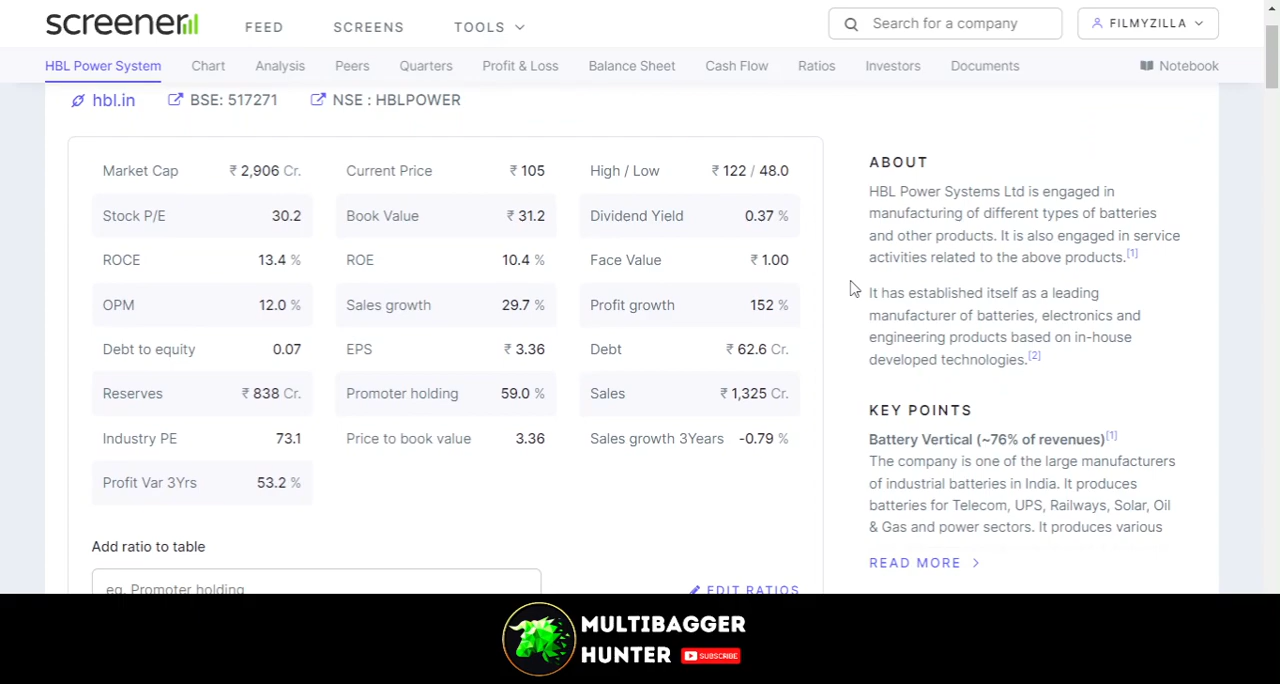 screener
FEED SCREENS TOOLS
Search for a company
FILMYZILLA
HBL Power System Chart Analysis Peers Quarters Profit & Loss Balance Sheet Cash Flow Ratios Investors Documents Notebook
hbl.in BSE: 517271 NSE : HBLPOWER
Market Cap ₹ 2,906 Cr. Current Price ₹ 105 High / Low ₹ 122 / 48.0
Stock P/E 30.2 Book Value ₹ 31.2 Dividend Yield 0.37 %
ROCE 13.4 % ROE 10.4 % Face Value ₹ 1.00
OPM 12.0 % Sales growth 29.7 % Profit growth 152 %
Debt to equity 0.07 EPS ₹ 3.36 Debt ₹ 62.6 Cr.
Reserves ₹ 838 Cr. Promoter holding 59.0 % Sales ₹ 1,325 Cr.
Industry PE 73.1 Price to book value 3.36 Sales growth 3Years -0.79 %
Profit Var 3Yrs 53.2 %
Add ratio to table
eg. Promoter holding
EDIT RATIOS
ABOUT
HBL Power Systems Ltd is engaged in
manufacturing of different types of batteries
and other products. It is also engaged in service
activities related to the above products.[1]
It has established itself as a leading
manufacturer of batteries, electronics and
engineering products based on in-house
developed technologies.[2]
KEY POINTS
Battery Vertical (~76% of revenues)[1]
The company is one of the large manufacturers
of industrial batteries in India. It produces
batteries for Telecom, UPS, Railways, Solar, Oil
& Gas and power sectors. It produces various
READ MORE
MULTIBAGGER
HUNTER SUBSCRIBE